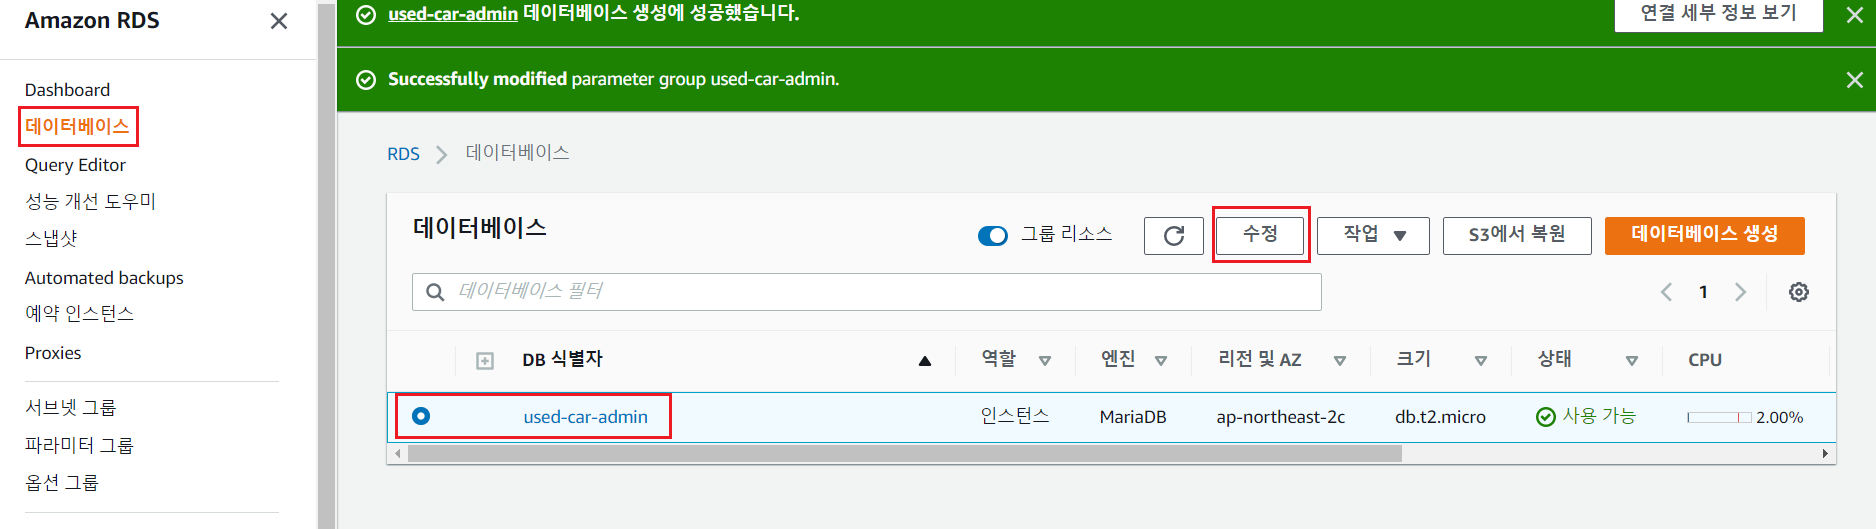 Amazon RDS
Dashboard
데이터베이스
Query Editor
성능 개선 도우미
스냅샷
Automated backups
예약 인스턴스
Proxies
서브넷 그룹
파라미터 그룹
옵션 그룹
used-car-admin 데이터베이스 생성에 성공했습니다.
연결 세부 정보 보기
Successfully modified parameter group used-car-admin.
RDS 데이터베이스
데이터베이스
그룹 리소스
수정
작업
S3에서 복원
데이터베이스 생성
데이터베이스 필터
1
DB 식별자 역할 엔진 리전 및 AZ 크기 상태 CPU
used-car-admin 인스턴스 MariaDB ap-northeast-2c db.t2.micro 사용 가능 2.00%